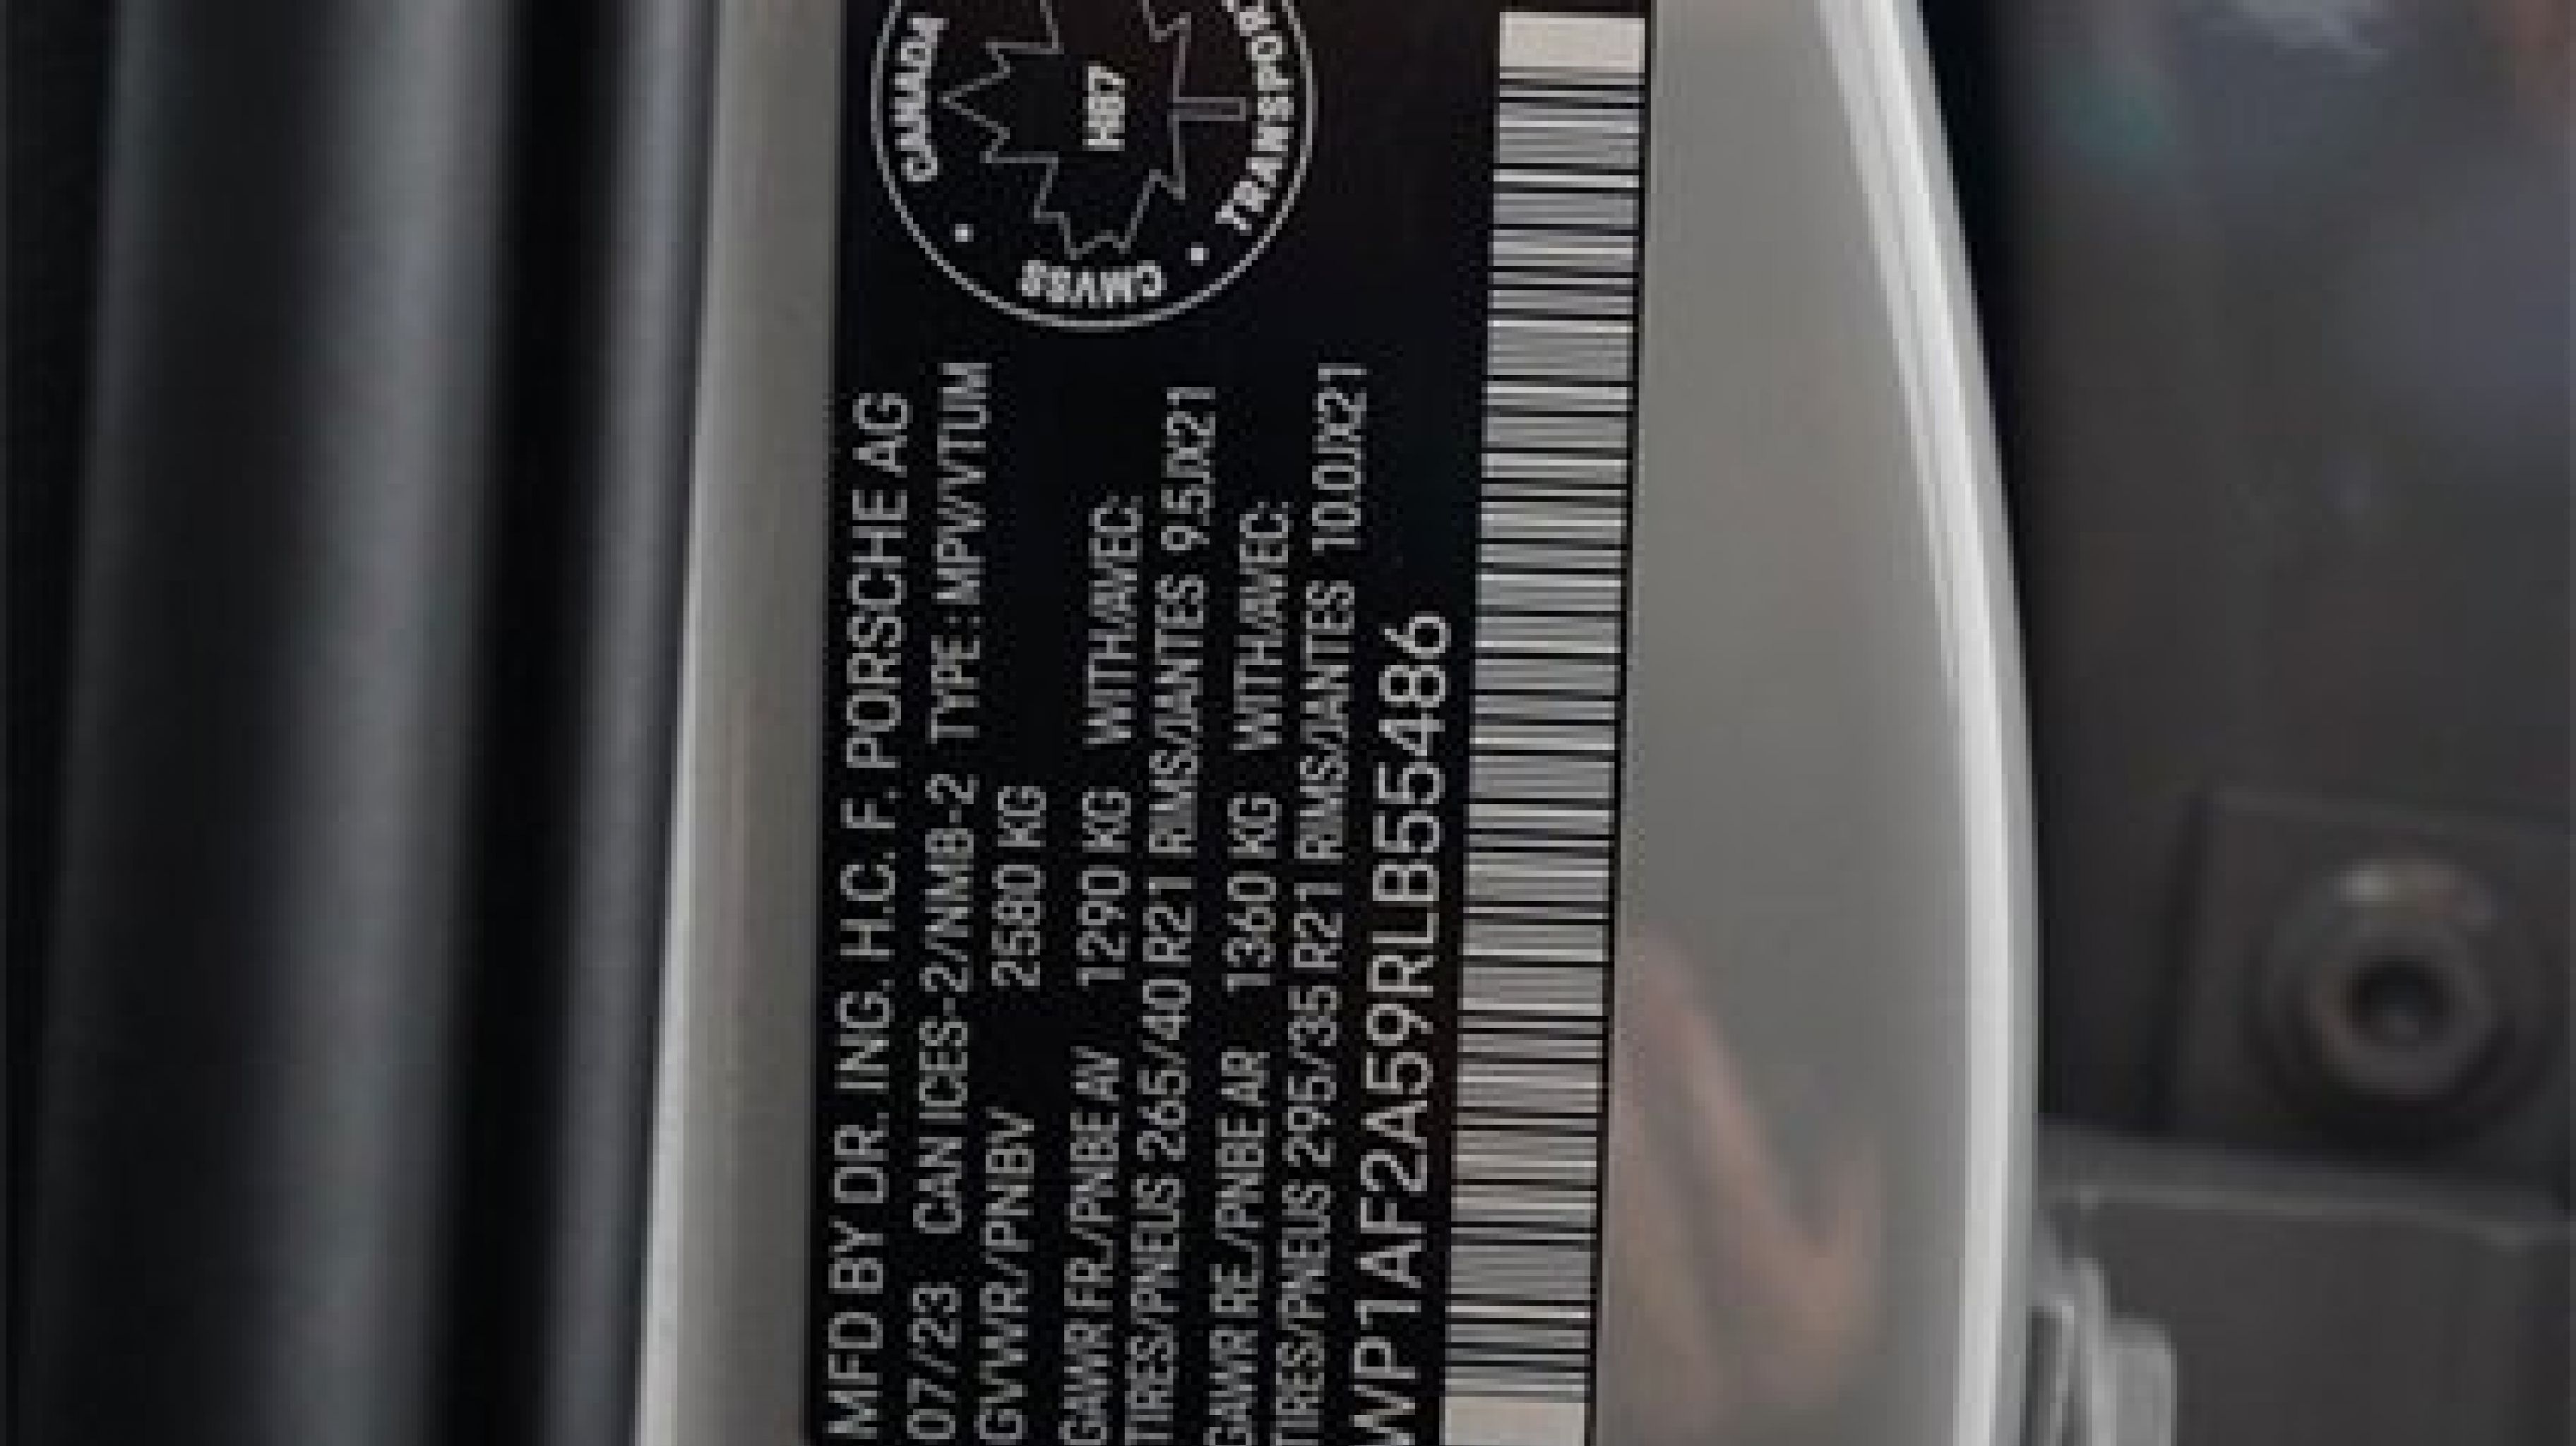 MFD BY DR. ING. H.C. F. PORSCHE AG
07/23 CAN ICES-2/NMB-2 TYPE : MPV/VTUM
GVWR/PNBV 2580 KG
GAWR FR./PNBE AV 1290 KG WITH/AVEC:
TIRES/PNEUS 265/40 R21 RIMS/JANTES 9.5JX21
GAWR RE./PNBE AR 1360 KG WITH/AVEC:
TIRES/PNEUS 295/35 R21 RIMS/JANTES 10.0JX21
WP1AF2A59RLB55486
CANADA
H87
TRANSPOR
CMVSS